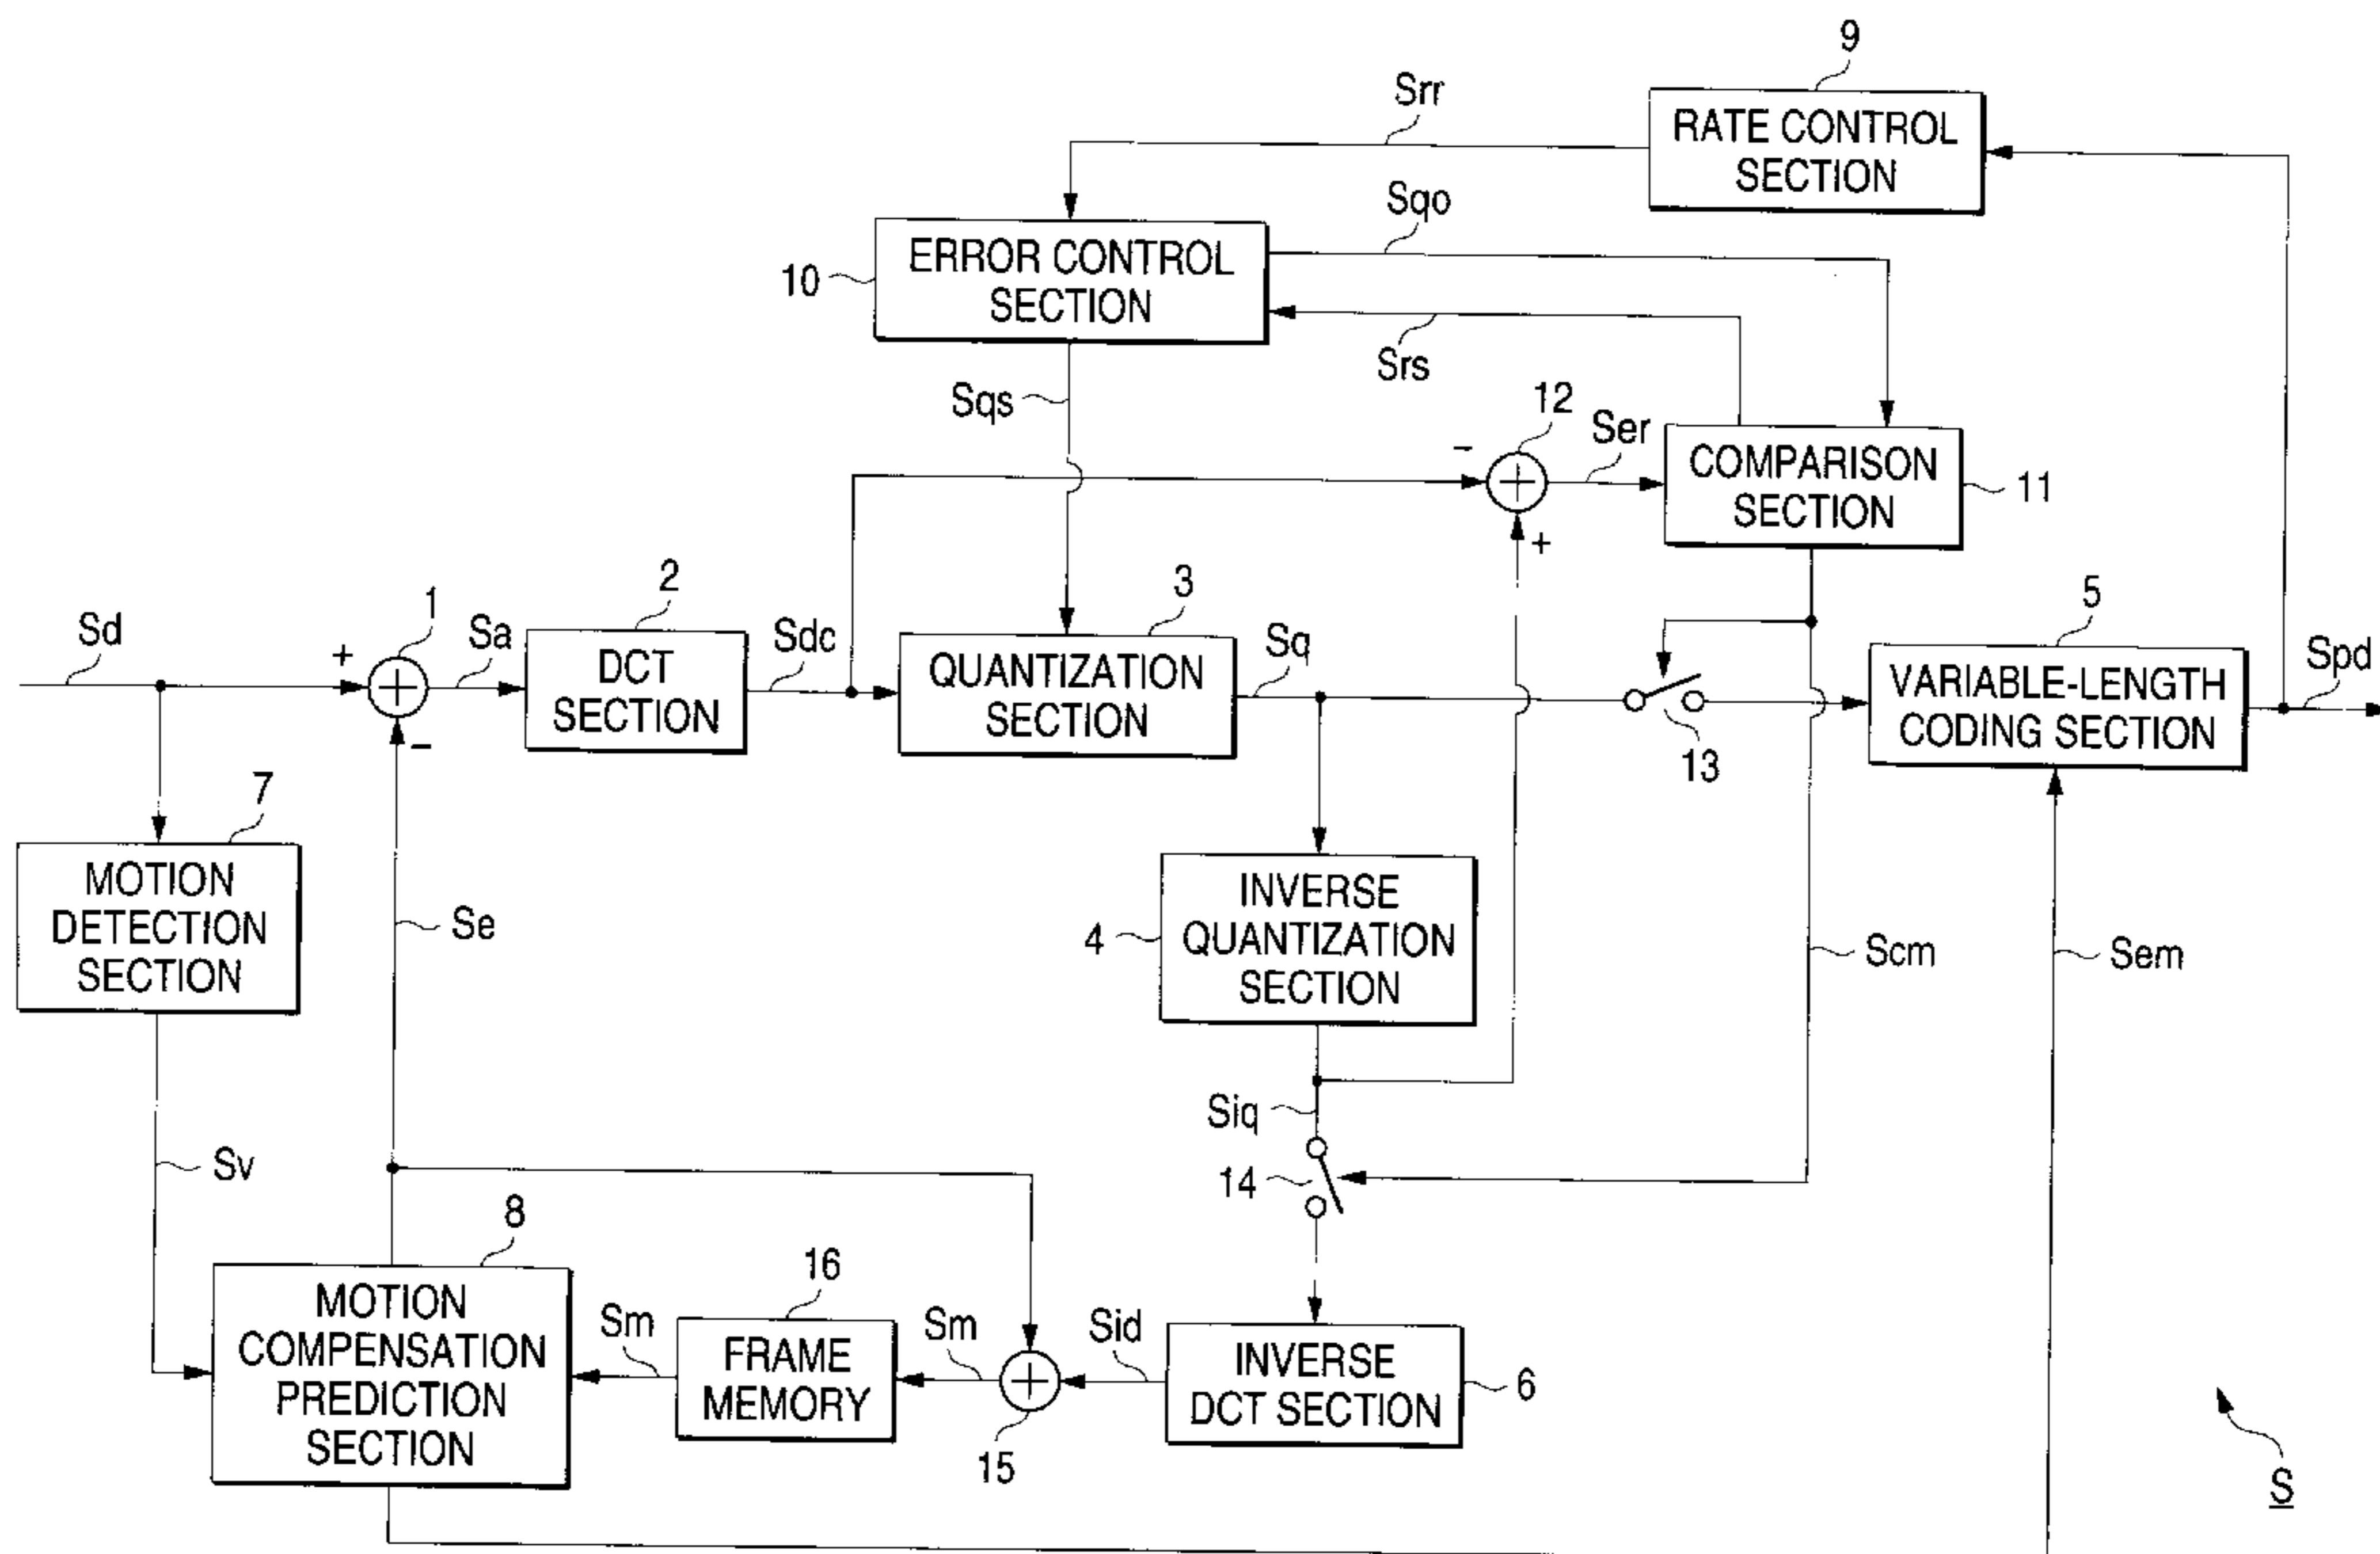 9
Srr
RATE CONTROL
SECTION
Sqo
10
ERROR CONTROL
SECTION
Srs
Sqs
12
-
Ser
COMPARISON
SECTION
11
+
Sd
+
1
Sa
2
DCT
SECTION
Sdc
3
QUANTIZATION
SECTION
Sq
13
5
VARIABLE-LENGTH
CODING SECTION
Spd
-
7
MOTION
DETECTION
SECTION
Se
4
INVERSE
QUANTIZATION
SECTION
Scm
Sem
Siq
Sv
14
8
MOTION
COMPENSATION
PREDICTION
SECTION
Sm
16
FRAME
MEMORY
Sm
15
Sid
INVERSE
DCT SECTION
6
S